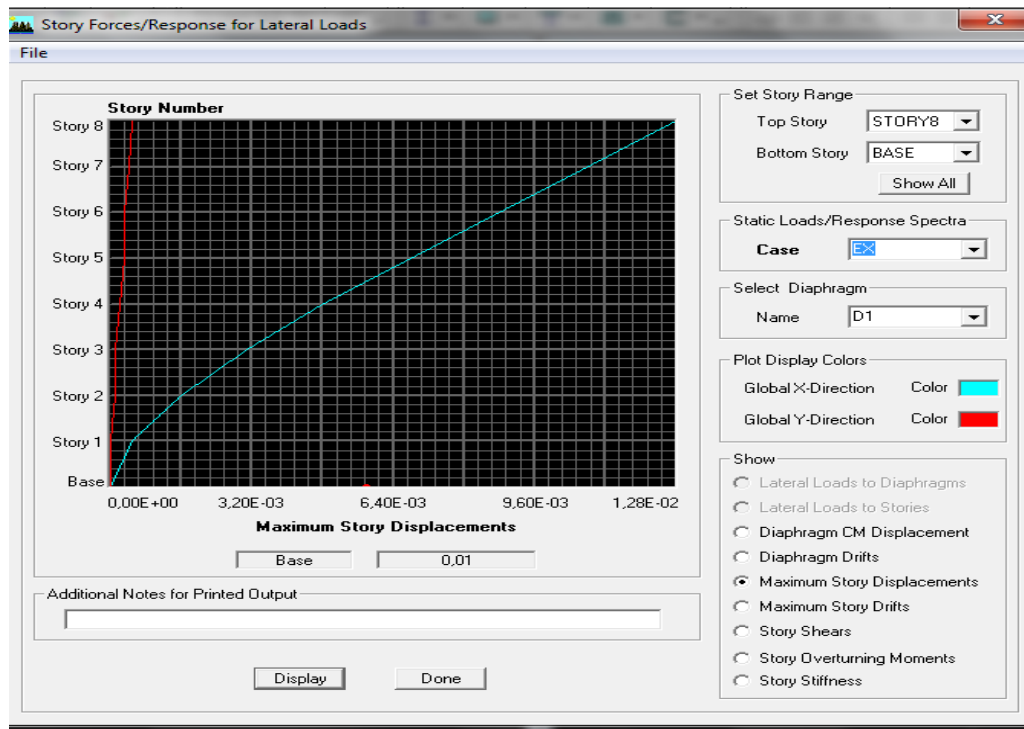 Story Forces/Response for Lateral Loads
File
Story Number
Story 8
Story 7
Story 6
Story 5
Story 4
Story 3
Story 2
Story 1
Base
0,00E+00 3,20E-03 6,40E-03 9,60E-03 1,28E-02
Maximum Story Displacements
Base 0,01
Additional Notes for Printed Output
Display Done
Set Story Range
Top Story STORY8
Bottom Story BASE
Show All
Static Loads/Response Spectra
Case EX
Select Diaphragm
Name D1
Plot Display Colors
Global X-Direction Color
Global Y-Direction Color
Show
Lateral Loads to Diaphragms
Lateral Loads to Stories
Diaphragm CM Displacement
Diaphragm Drifts
Maximum Story Displacements
Maximum Story Drifts
Story Shears
Story Overturning Moments
Story Stiffness